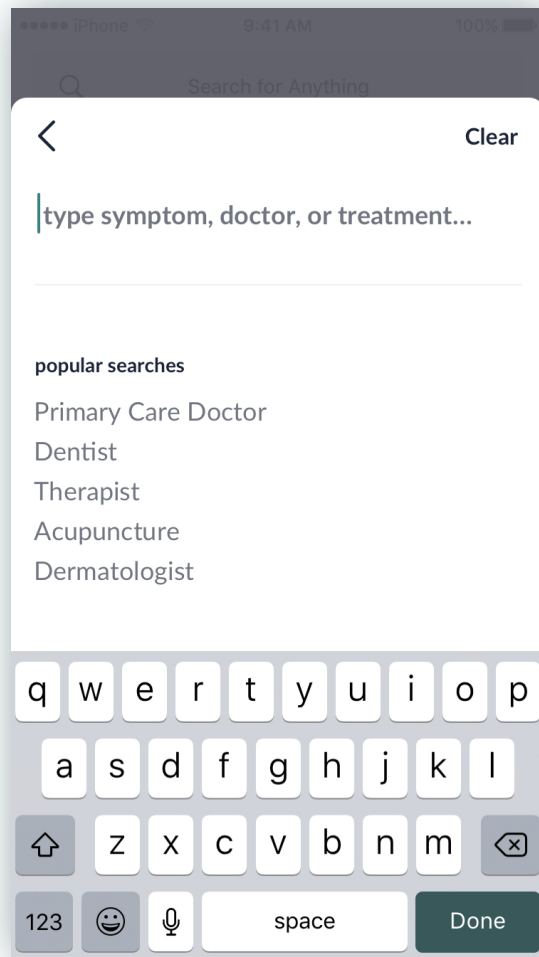 iPhone 9:41 AM 100%
Search for Anything
Clear
type symptom, doctor, or treatment...
popular searches
Primary Care Doctor
Dentist
Therapist
Acupuncture
Dermatologist
q w e r t y u i o p
a s d f g h j k l
z x c v b n m
123 space Done